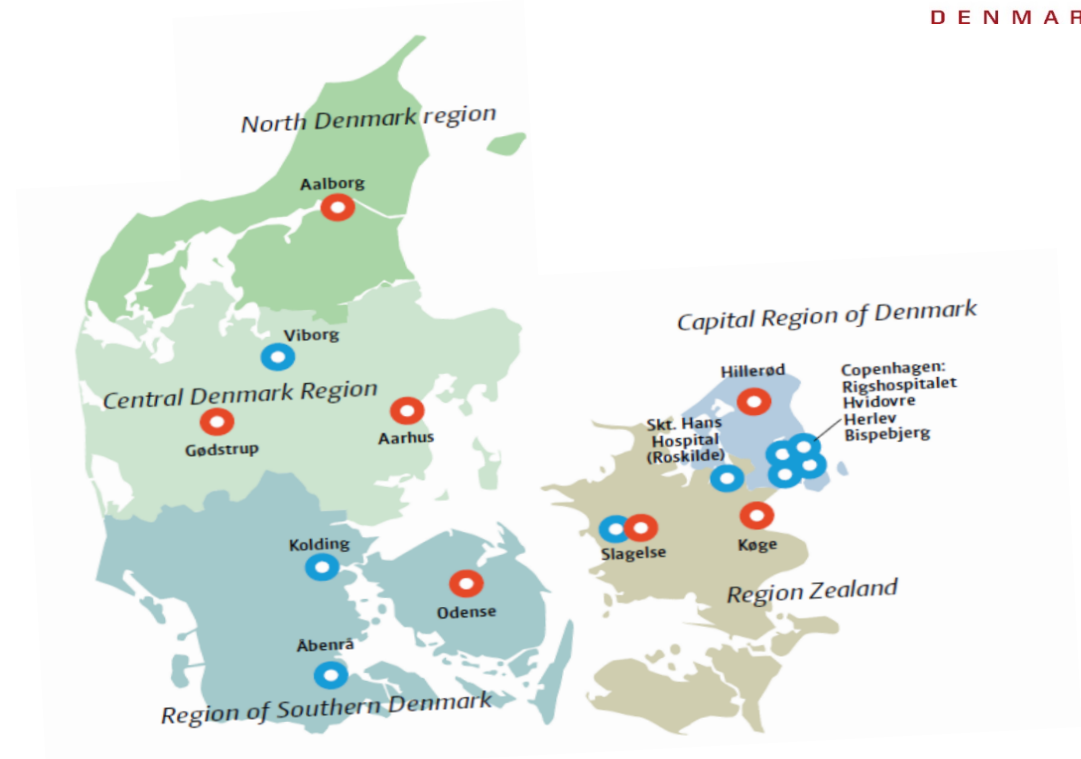 DENMAR
North Denmark region
Aalborg
Viborg
Central Denmark Region
Gødstrup
Aarhus
Kolding
Odense
Åbenrå
Region of Southern Denmark
Capital Region of Denmark
Hillerød
Copenhagen:
Rigshospitalet
Hvidovre
Herlev
Bispebjerg
Skt. Hans
Hospital
(Roskilde)
Slagelse
Køge
Region Zealand